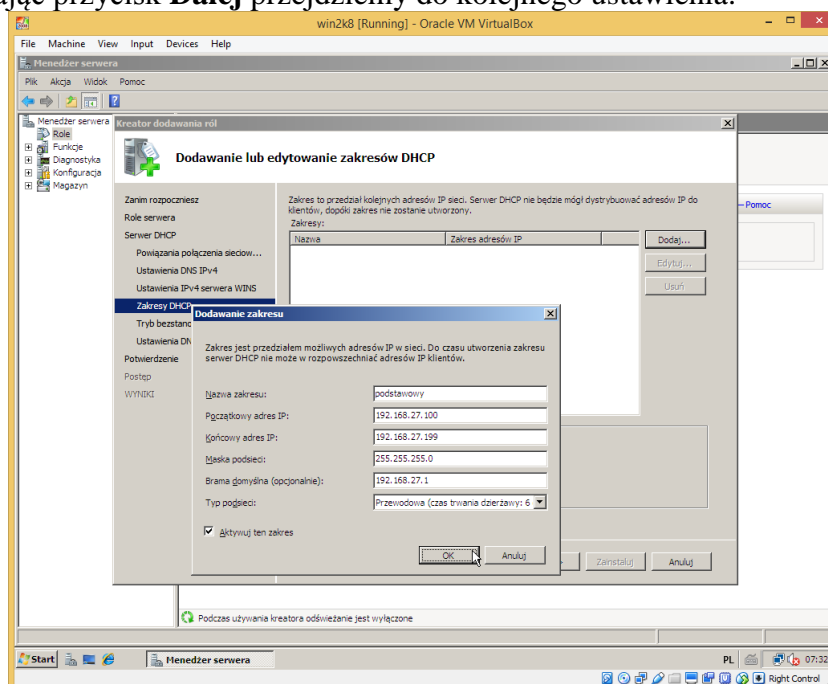 jąc przycisk Dalej przejdziemy do kolejnego ustawienia.
win2k8 [Running] - Oracle VM VirtualBox
File Machine View Input Devices Help
Menedżer serwera
Plik Akcja Widok Pomoc
Menedżer serwera
Role
Funkcje
Diagnostyka
Konfiguracja
Magazyn
Kreator dodawania ról
Dodawanie lub edytowanie zakresów DHCP
Zanim rozpoczniesz
Role serwera
Serwer DHCP
Powiązania połączenia sieciow...
Ustawienia DNS IPv4
Ustawienia IPv4 serwera WINS
Zakresy DHCP
Tryb bezstanc
Ustawienia DN
Potwierdzenie
Postęp
WYNIKI
Zakres to przedział kolejnych adresów IP sieci. Serwer DHCP nie będzie mógł dystrybuować adresów IP do
klientów, dopóki zakres nie zostanie utworzony.
Zakresy:
Nazwa Zakres adresów IP
Dodaj...
Edytuj...
Usuń
Pomoc
Dodawanie zakresu
Zakres jest przedziałem możliwych adresów IP w sieci. Do czasu utworzenia zakresu
serwer DHCP nie może w rozpowszechniać adresów IP klientów.
Nazwa zakresu: podstawowy
Początkowy adres IP: 192.168.27.100
Końcowy adres IP: 192.168.27.199
Maska podsieci: 255.255.255.0
Brama domyślna (opcjonalnie): 192.168.27.1
Typ podsieci: Przewodowa (czas trwania dzierżawy: 6
Aktywuj ten zakres
OK Anuluj
Zainstaluj Anuluj
Podczas używania kreatora odświeżanie jest wyłączone
Start Menedżer serwera PL 07:32
Right Control